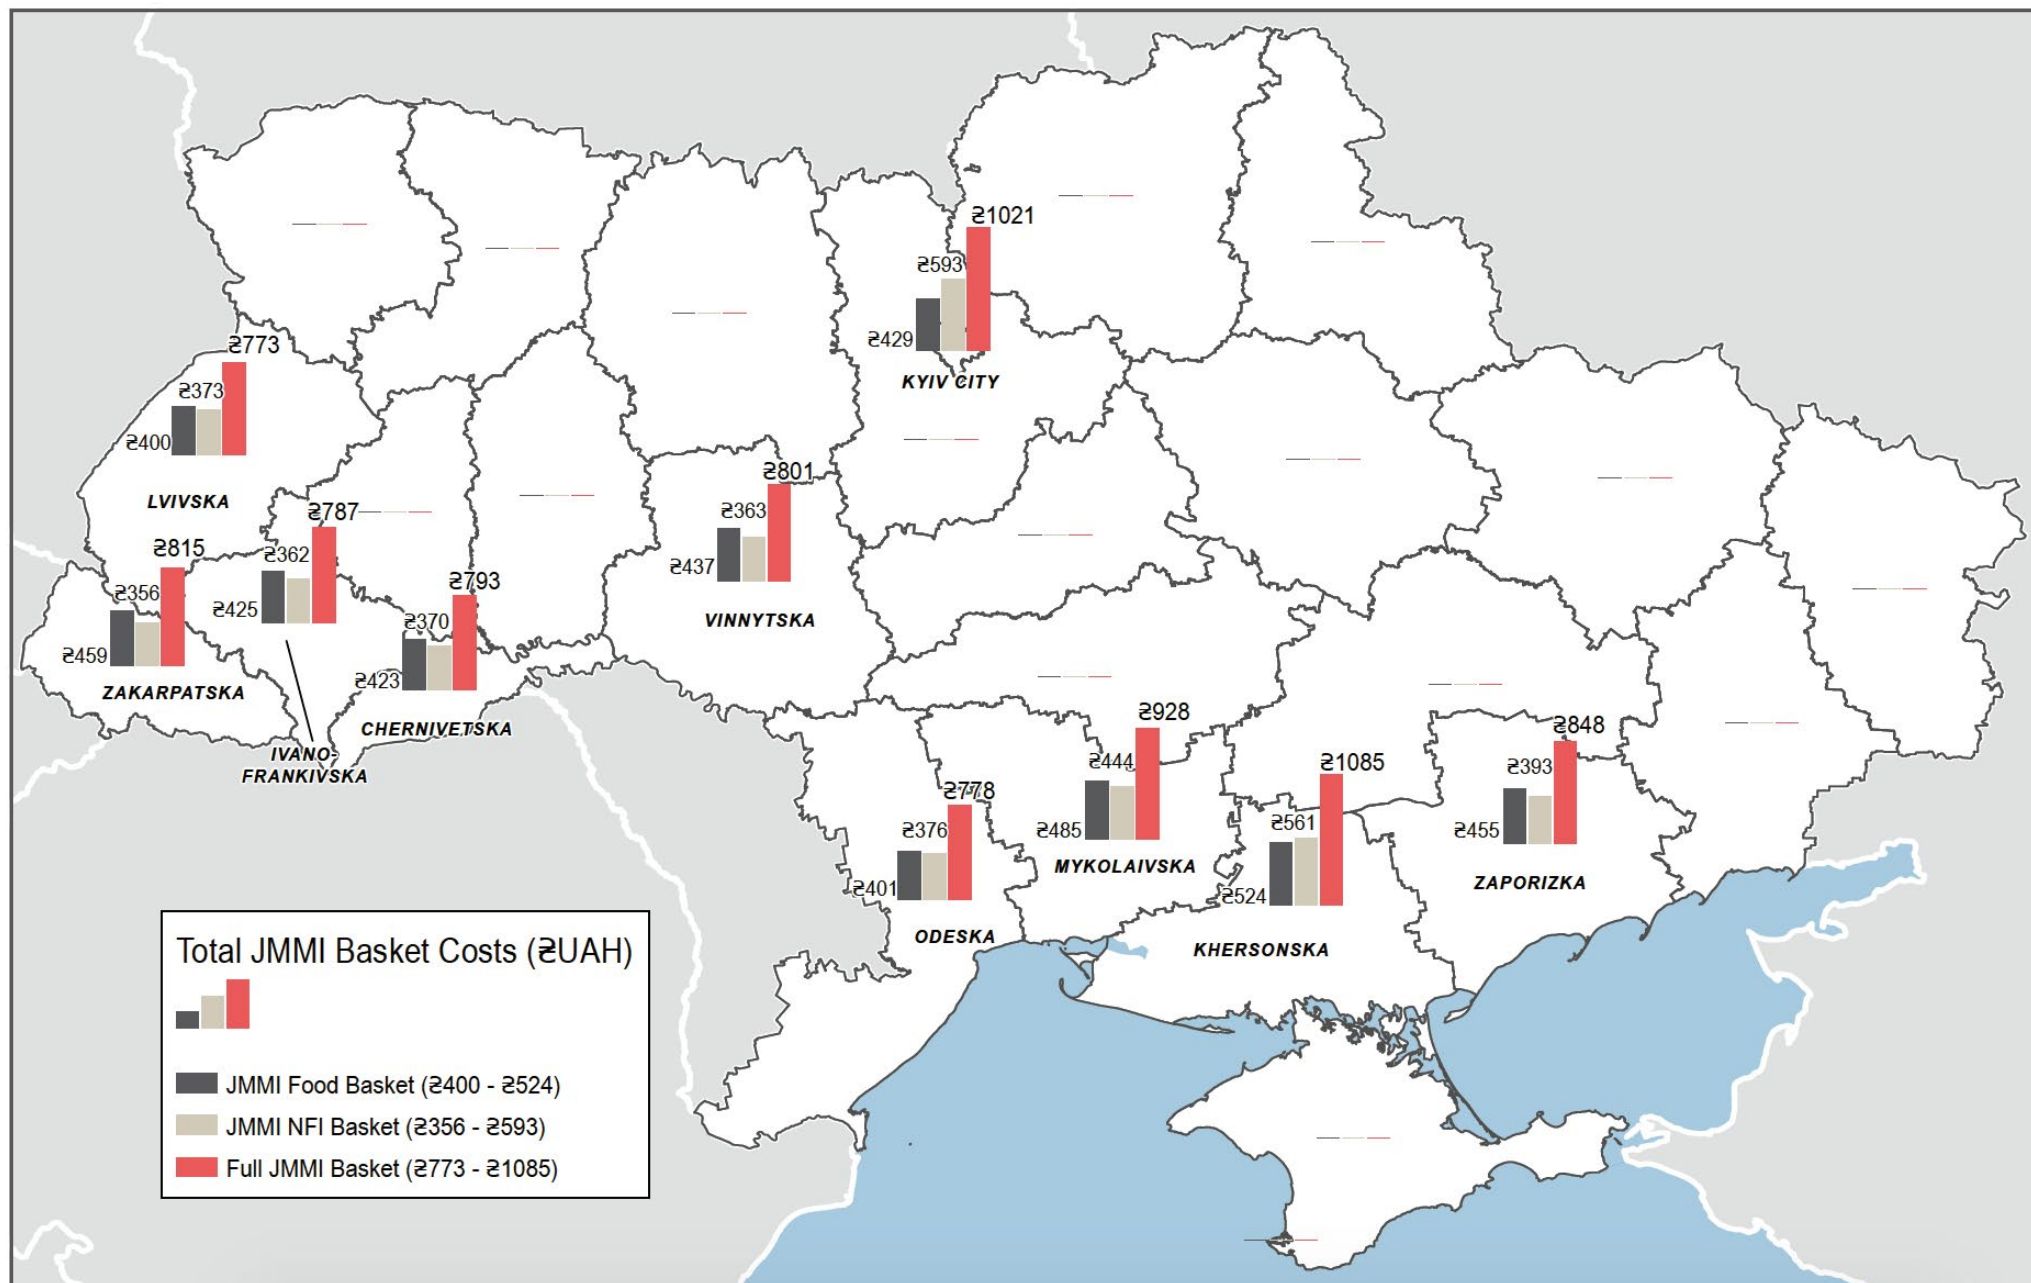 ₴1021
₴593
₴429
KYIV CITY
₴773
₴373
₴400
LVIVSKA
₴801
₴363
₴437
VINNYTSKA
₴787
₴362
₴425
IVANO-
FRANKIVSKA
₴815
₴356
₴459
ZAKARPATSKA
₴793
₴370
₴423
CHERNIVETSKA
₴928
₴444
₴485
MYKOLAIVSKA
₴848
₴393
₴455
ZAPORIZKA
₴1085
₴561
₴524
KHERSONSKA
₴778
₴376
₴401
ODESKA
Total JMMI Basket Costs (₴UAH)
JMMI Food Basket (₴400 - ₴524)
JMMI NFI Basket (₴356 - ₴593)
Full JMMI Basket (₴773 - ₴1085)